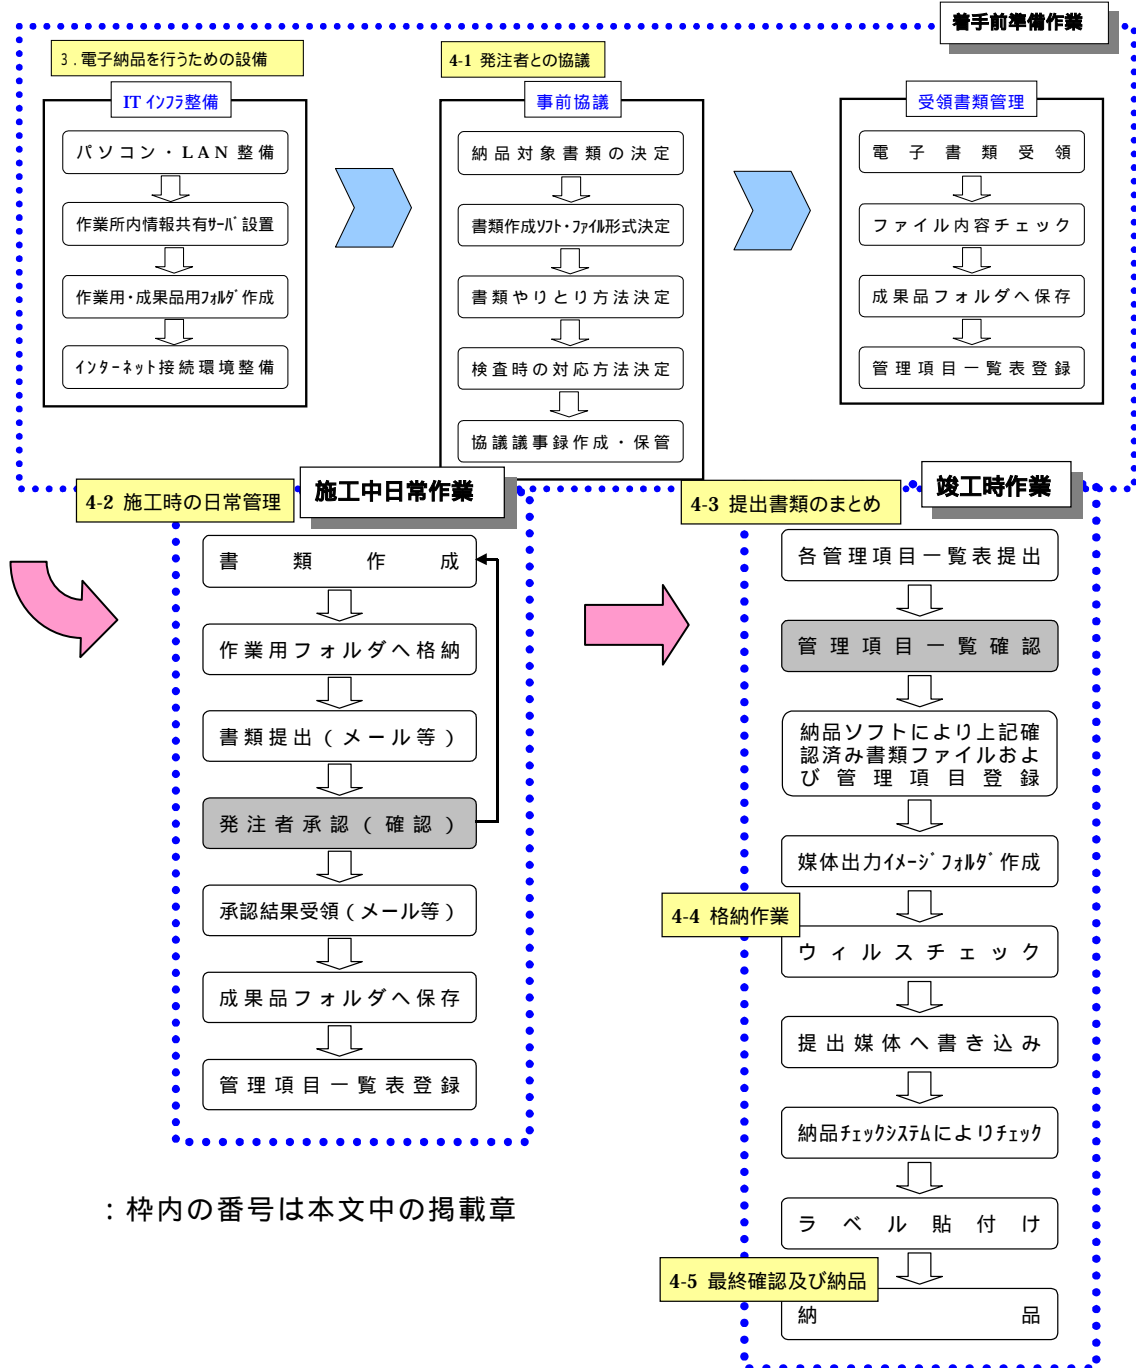 着手前準備作業
3．電子納品を行うための設備
ITインフラ整備
パソコン・LAN整備
作業所内情報共有ｻｰﾊﾞ設置
作業用・成果品用ﾌｫﾙﾀﾞ作成
インターネット接続環境整備
4-1 発注者との協議
事前協議
納品対象書類の決定
書類作成ｿﾌﾄ・ﾌｧｲﾙ形式決定
書類やりとり方法決定
検査時の対応方法決定
協議議事録作成・保管
受領書類管理
電子書類受領
ファイル内容チェック
成果品フォルダへ保存
管理項目一覧表登録
4-2 施工時の日常管理
施工中日常作業
書類作成
作業用フォルダへ格納
書類提出（メール等）
発注者承認（確認）
承認結果受領（メール等）
成果品フォルダへ保存
管理項目一覧表登録
4-3 提出書類のまとめ
竣工時作業
各管理項目一覧表提出
管理項目一覧確認
納品ソフトにより上記確
認済み書類ファイルおよ
び管理項目登録
媒体出力ｲﾒｰｼﾞﾌｫﾙﾀﾞ作成
4-4 格納作業
ウィルスチェック
提出媒体へ書き込み
納品ﾁｪｯｸｼｽﾃﾑによりﾁｪｯｸ
ラベル貼付け
4-5 最終確認及び納品
納品
：枠内の番号は本文中の掲載章